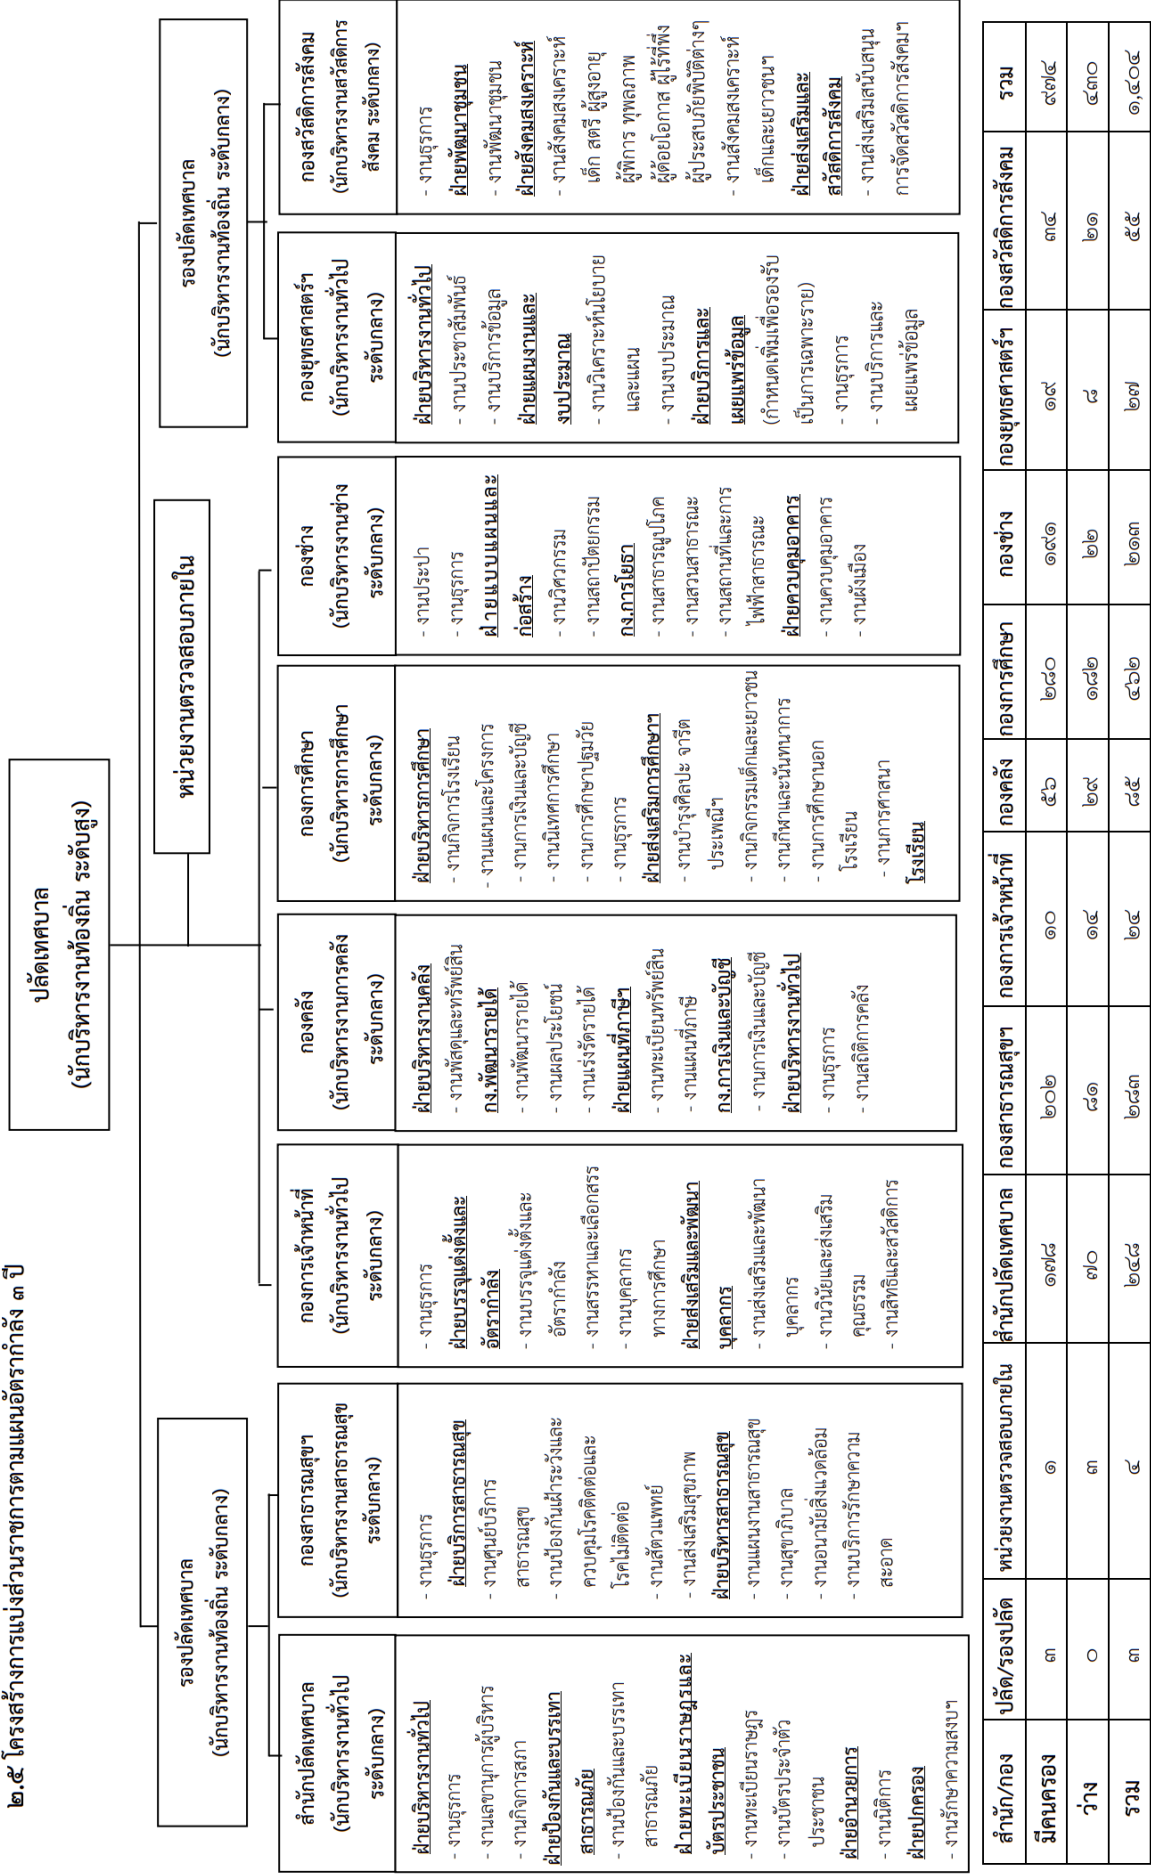 ๒.๕ โครงสร้างการแบ่งส่วนราชการตามแผนอัตรากำลัง ๓ ปี
ปลัดเทศบาล
(นักบริหารงานท้องถิ่น ระดับสูง)
หน่วยงานตรวจสอบภายใน
รองปลัดเทศบาล
(นักบริหารงานท้องถิ่น ระดับกลาง)
รองปลัดเทศบาล
(นักบริหารงานท้องถิ่น ระดับกลาง)
สำนักปลัดเทศบาล
(นักบริหารงานทั่วไป
ระดับกลาง)
ฝ่ายบริหารงานทั่วไป
- งานธุรการ
- งานเลขานุการผู้บริหาร
- งานกิจการสภา
ฝ่ายป้องกันและบรรเทา
สาธารณภัย
- งานป้องกันและบรรเทา
สาธารณภัย
ฝ่ายทะเบียนราษฎรและ
บัตรประชาชน
- งานทะเบียนราษฎร
- งานบัตรประจำตัว
ประชาชน
ฝ่ายอำนวยการ
- งานนิติการ
ฝ่ายปกครอง
- งานรักษาความสงบฯ
กองสาธารณสุขฯ
(นักบริหารงานสาธารณสุข
ระดับกลาง)
- งานธุรการ
ฝ่ายบริการสาธารณสุข
- งานศูนย์บริการ
สาธารณสุข
- งานป้องกันเฝ้าระวังและ
ควบคุมโรคติดต่อและ
โรคไม่ติดต่อ
- งานสัตวแพทย์
- งานส่งเสริมสุขภาพ
ฝ่ายบริหารสาธารณสุข
- งานแผนงานสาธารณสุข
- งานสุขาภิบาล
- งานอนามัยสิ่งแวดล้อม
- งานบริการรักษาความ
สะอาด
กองการเจ้าหน้าที่
(นักบริหารงานทั่วไป
ระดับกลาง)
- งานธุรการ
ฝ่ายบรรจุแต่งตั้งและ
อัตรากำลัง
- งานบรรจุแต่งตั้งและ
อัตรากำลัง
- งานสรรหาและเลือกสรร
- งานบุคลากร
ทางการศึกษา
ฝ่ายส่งเสริมและพัฒนา
บุคลากร
- งานส่งเสริมและพัฒนา
บุคลากร
- งานวินัยและส่งเสริม
คุณธรรม
- งานสิทธิและสวัสดิการ
กองคลัง
(นักบริหารงานการคลัง
ระดับกลาง)
ฝ่ายบริหารงานคลัง
- งานพัสดุและทรัพย์สิน
กง.พัฒนารายได้
- งานพัฒนารายได้
- งานผลประโยชน์
- งานเร่งรัดรายได้
ฝ่ายแผนที่ภาษีฯ
- งานทะเบียนทรัพย์สิน
- งานแผนที่ภาษี
กง.การเงินและบัญชี
- งานการเงินและบัญชี
ฝ่ายบริหารงานทั่วไป
- งานธุรการ
- งานสถิติการคลัง
กองการศึกษา
(นักบริหารการศึกษา
ระดับกลาง)
ฝ่ายบริหารการศึกษา
- งานกิจการโรงเรียน
- งานแผนและโครงการ
- งานการเงินและบัญชี
- งานนิเทศการศึกษา
- งานการศึกษาปฐมวัย
- งานธุรการ
ฝ่ายส่งเสริมการศึกษาฯ
- งานบำรุงศิลปะ จารีต
ประเพณีฯ
- งานกิจกรรมเด็กและเยาวชน
- งานกีฬาและนันทนาการ
- งานการศึกษานอก
โรงเรียน
- งานการศาสนา
โรงเรียน
กองช่าง
(นักบริหารงานช่าง
ระดับกลาง)
- งานประปา
- งานธุรการ
ฝ่ายแบบแผนและ
ก่อสร้าง
- งานวิศวกรรม
- งานสถาปัตยกรรม
กง.การโยธา
- งานสาธารณูปโภค
- งานสวนสาธารณะ
- งานสถานที่และการ
ไฟฟ้าสาธารณะ
ฝ่ายควบคุมอาคาร
- งานควบคุมอาคาร
- งานผังเมือง
กองยุทธศาสตร์ฯ
(นักบริหารงานทั่วไป
ระดับกลาง)
ฝ่ายบริหารงานทั่วไป
- งานประชาสัมพันธ์
- งานบริการข้อมูล
ฝ่ายแผนงานและ
งบประมาณ
- งานวิเคราะห์นโยบาย
และแผน
- งานงบประมาณ
ฝ่ายบริการและ
เผยแพร่ข้อมูล
(กำหนดเพิ่มเพื่อรองรับ
เป็นการเฉพาะราย)
- งานธุรการ
- งานบริการและ
เผยแพร่ข้อมูล
กองสวัสดิการสังคม
(นักบริหารงานสวัสดิการ
สังคม ระดับกลาง)
- งานธุรการ
ฝ่ายพัฒนาชุมชน
- งานพัฒนาชุมชน
ฝ่ายสังคมสงเคราะห์
- งานสังคมสงเคราะห์
เด็ก สตรี ผู้สูงอายุ
ผู้พิการ ทุพลภาพ
ผู้ด้อยโอกาส ผู้ไร้ที่พึ่ง
ผู้ประสบภัยพิบัติต่างๆ
- งานสังคมสงเคราะห์
เด็กและเยาวชนฯ
ฝ่ายส่งเสริมและ
สวัสดิการสังคม
- งานส่งเสริมสนับสนุน
การจัดสวัสดิการสังคมฯ
สำนัก/กอง ปลัด/รองปลัด หน่วยงานตรวจสอบภายใน สำนักปลัดเทศบาล กองสาธารณสุขฯ กองการเจ้าหน้าที่ กองคลัง กองการศึกษา กองช่าง กองยุทธศาสตร์ฯ กองสวัสดิการสังคม รวม
มีคนครอง ๓ ๑ ๑๗๘ ๒๐๒ ๑๐ ๕๖ ๒๘๐ ๑๙๑ ๑๙ ๓๔ ๙๗๔
ว่าง ๐ ๓ ๗๐ ๘๑ ๑๔ ๒๙ ๑๘๒ ๒๒ ๘ ๒๑ ๔๓๐
รวม ๓ ๔ ๒๔๘ ๒๘๓ ๒๔ ๘๕ ๔๖๒ ๒๑๓ ๒๗ ๕๕ ๑,๔๐๔